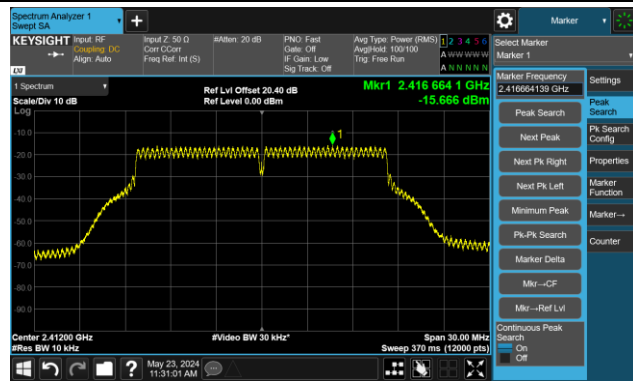 Spectrum Analyzer 1
Swept SA
Marker
KEYSIGHT
Input: RF
Coupling: DC
Align: Auto
Input Z: 50 Ω
Corr CCorr
Freq Ref: Int (S)
#Atten: 20 dB
PNO: Fast
Gate: Off
IF Gain: Low
Sig Track: Off
Avg Type: Power (RMS)
Avg|Hold: 100/100
Trig: Free Run
1 2 3 4 5 6
A W W W W W
A N N N N N
LXI
Select Marker
Marker 1
1 Spectrum
Scale/Div 10 dB
Log
Ref Lvl Offset 20.40 dB
Ref Level 0.00 dBm
Mkr1 2.416 664 1 GHz
-15.666 dBm
1
-10.0
-20.0
-30.0
-40.0
-50.0
-60.0
-70.0
-80.0
-90.0
Center 2.41200 GHz
#Res BW 10 kHz
#Video BW 30 kHz*
Span 30.00 MHz
Sweep 370 ms (12000 pts)
Marker Frequency
2.416664139 GHz
Peak Search
Next Peak
Next Pk Right
Next Pk Left
Minimum Peak
Pk-Pk Search
Marker Delta
Mkr→CF
Mkr→Ref Lvl
Continuous Peak
Search
On
Off
Settings
Peak
Search
Pk Search
Config
Properties
Marker
Function
Marker→
Counter
?
May 23, 2024
11:31:01 AM